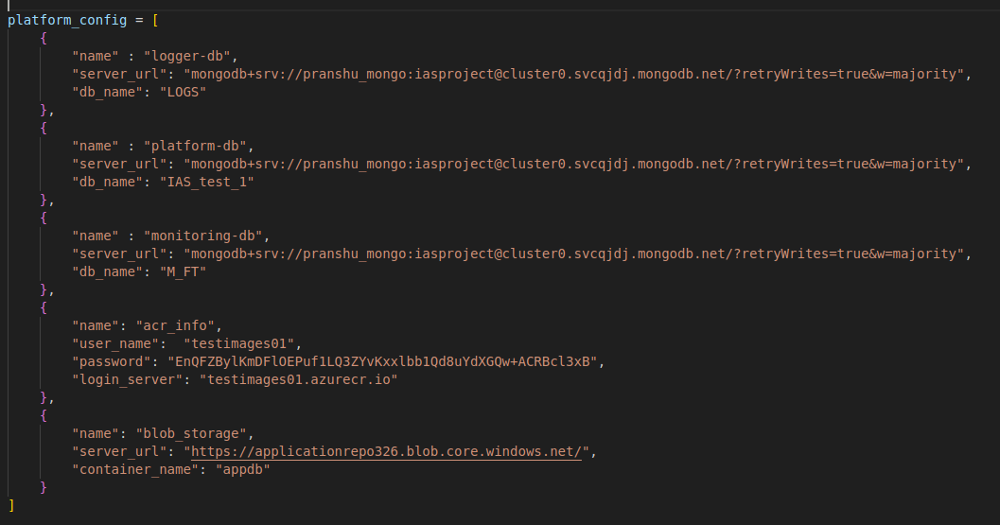 platform_config = [
{
"name" : "logger-db",
"server_url": "mongodb+srv://pranshu_mongo:iasproject@cluster0.svcqjdj.mongodb.net/?retryWrites=true&w=majority",
"db_name": "LOGS"
},
{
"name" : "platform-db",
"server_url": "mongodb+srv://pranshu_mongo:iasproject@cluster0.svcqjdj.mongodb.net/?retryWrites=true&w=majority",
"db_name": "IAS_test_1"
},
{
"name" : "monitoring-db",
"server_url": "mongodb+srv://pranshu_mongo:iasproject@cluster0.svcqjdj.mongodb.net/?retryWrites=true&w=majority",
"db_name": "M_FT"
},
{
"name": "acr_info",
"user_name":  "testimages01",
"password": "EnQFZBylKmDFlOEPuf1LQ3ZYvKxxlbb1Qd8uYdXGQw+ACRBcl3xB",
"login_server": "testimages01.azurecr.io"
},
{
"name": "blob_storage",
"server_url": "https://applicationrepo326.blob.core.windows.net/",
"container_name": "appdb"
}
]